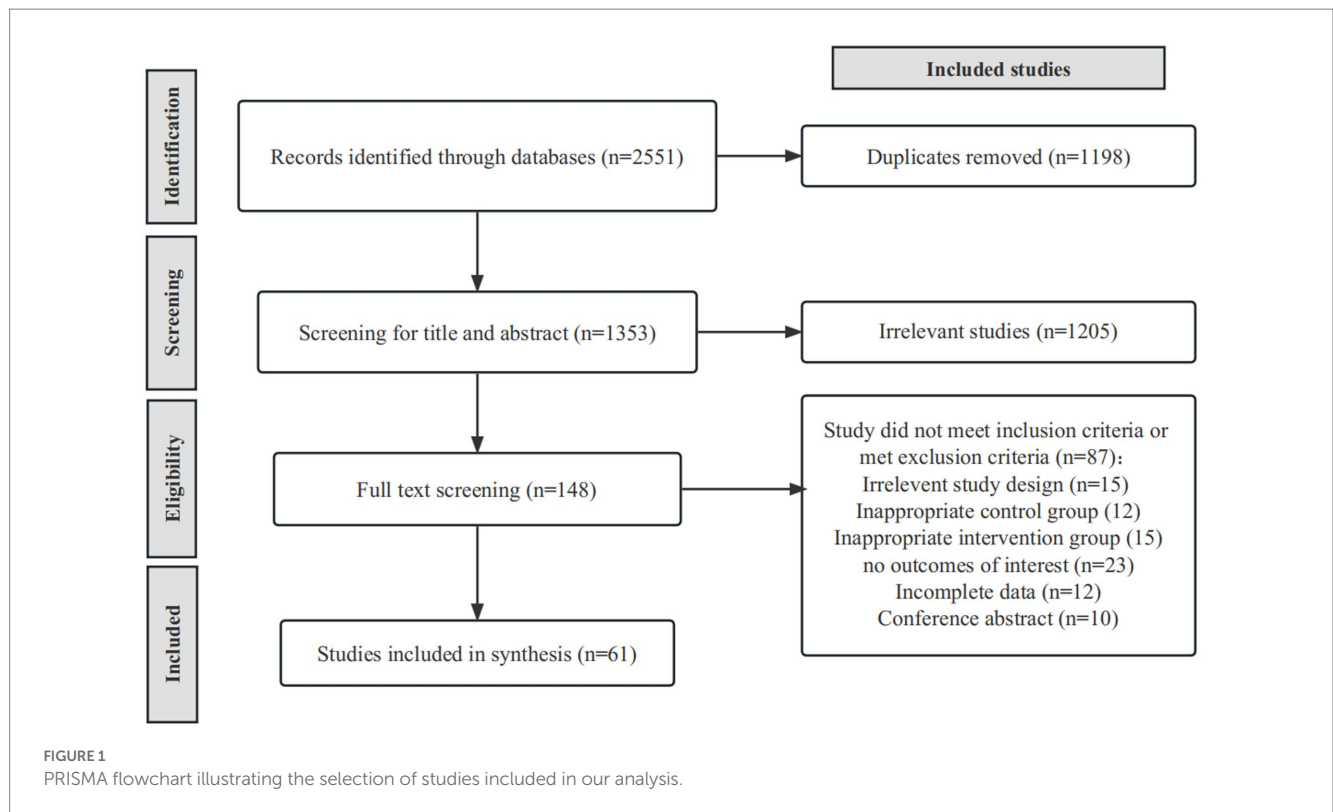 Included studies
Identification
Records identified through databases (n=2551)
Duplicates removed (n=1198)
Screening
Screening for title and abstract (n=1353)
Irrelevant studies (n=1205)
Eligibility
Full text screening (n=148)
Study did not meet inclusion criteria or
met exclusion criteria (n=87)：
Irrelevent study design (n=15)
Inappropriate control group (12)
Inappropriate intervention group (15)
no outcomes of interest (n=23)
Incomplete data (n=12)
Conference abstract (n=10)
Included
Studies included in synthesis (n=61)
FIGURE 1
PRISMA flowchart illustrating the selection of studies included in our analysis.